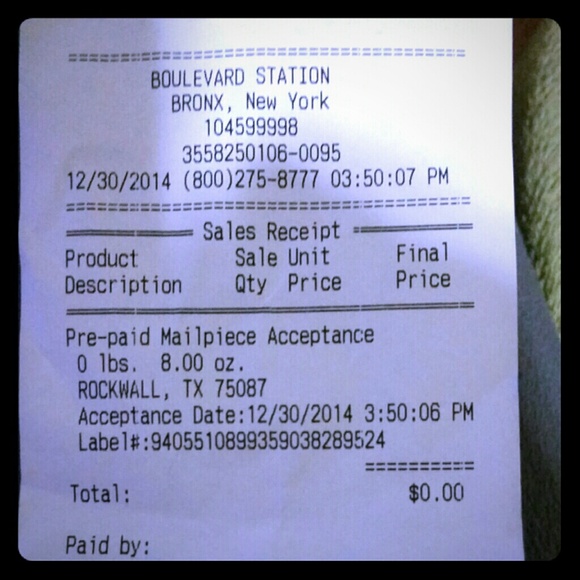 BOULEVARD STATION
BRONX, New York
104599998
3558250106-0095
12/30/2014 (800)275-8777 03:50:07 PM
Sales Receipt
Product Sale Unit Final
Description Qty Price Price
Pre-paid Mailpiece Acceptance
0 lbs. 8.00 oz.
ROCKWALL, TX 75087
Acceptance Date:12/30/2014 3:50:06 PM
Label#:9405510899359038289524
==========
Total: $0.00
Paid by: